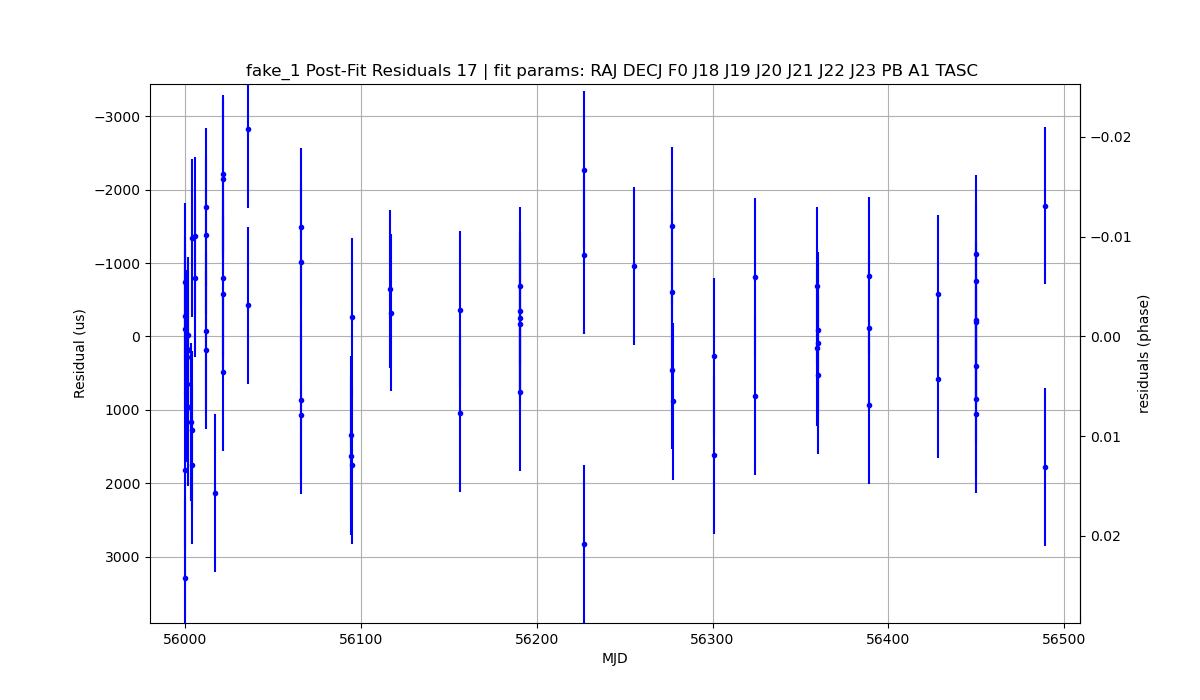 fake_1 Post-Fit Residuals 17 | fit params: RAJ DECJ F0 J18 J19 J20 J21 J22 J23 PB A1 TASC
Residual (us)
−3000
−2000
−1000
0
1000
2000
3000
−0.02
−0.01
0.00
0.01
0.02
residuals (phase)
56000 56100 56200 56300 56400 56500
MJD